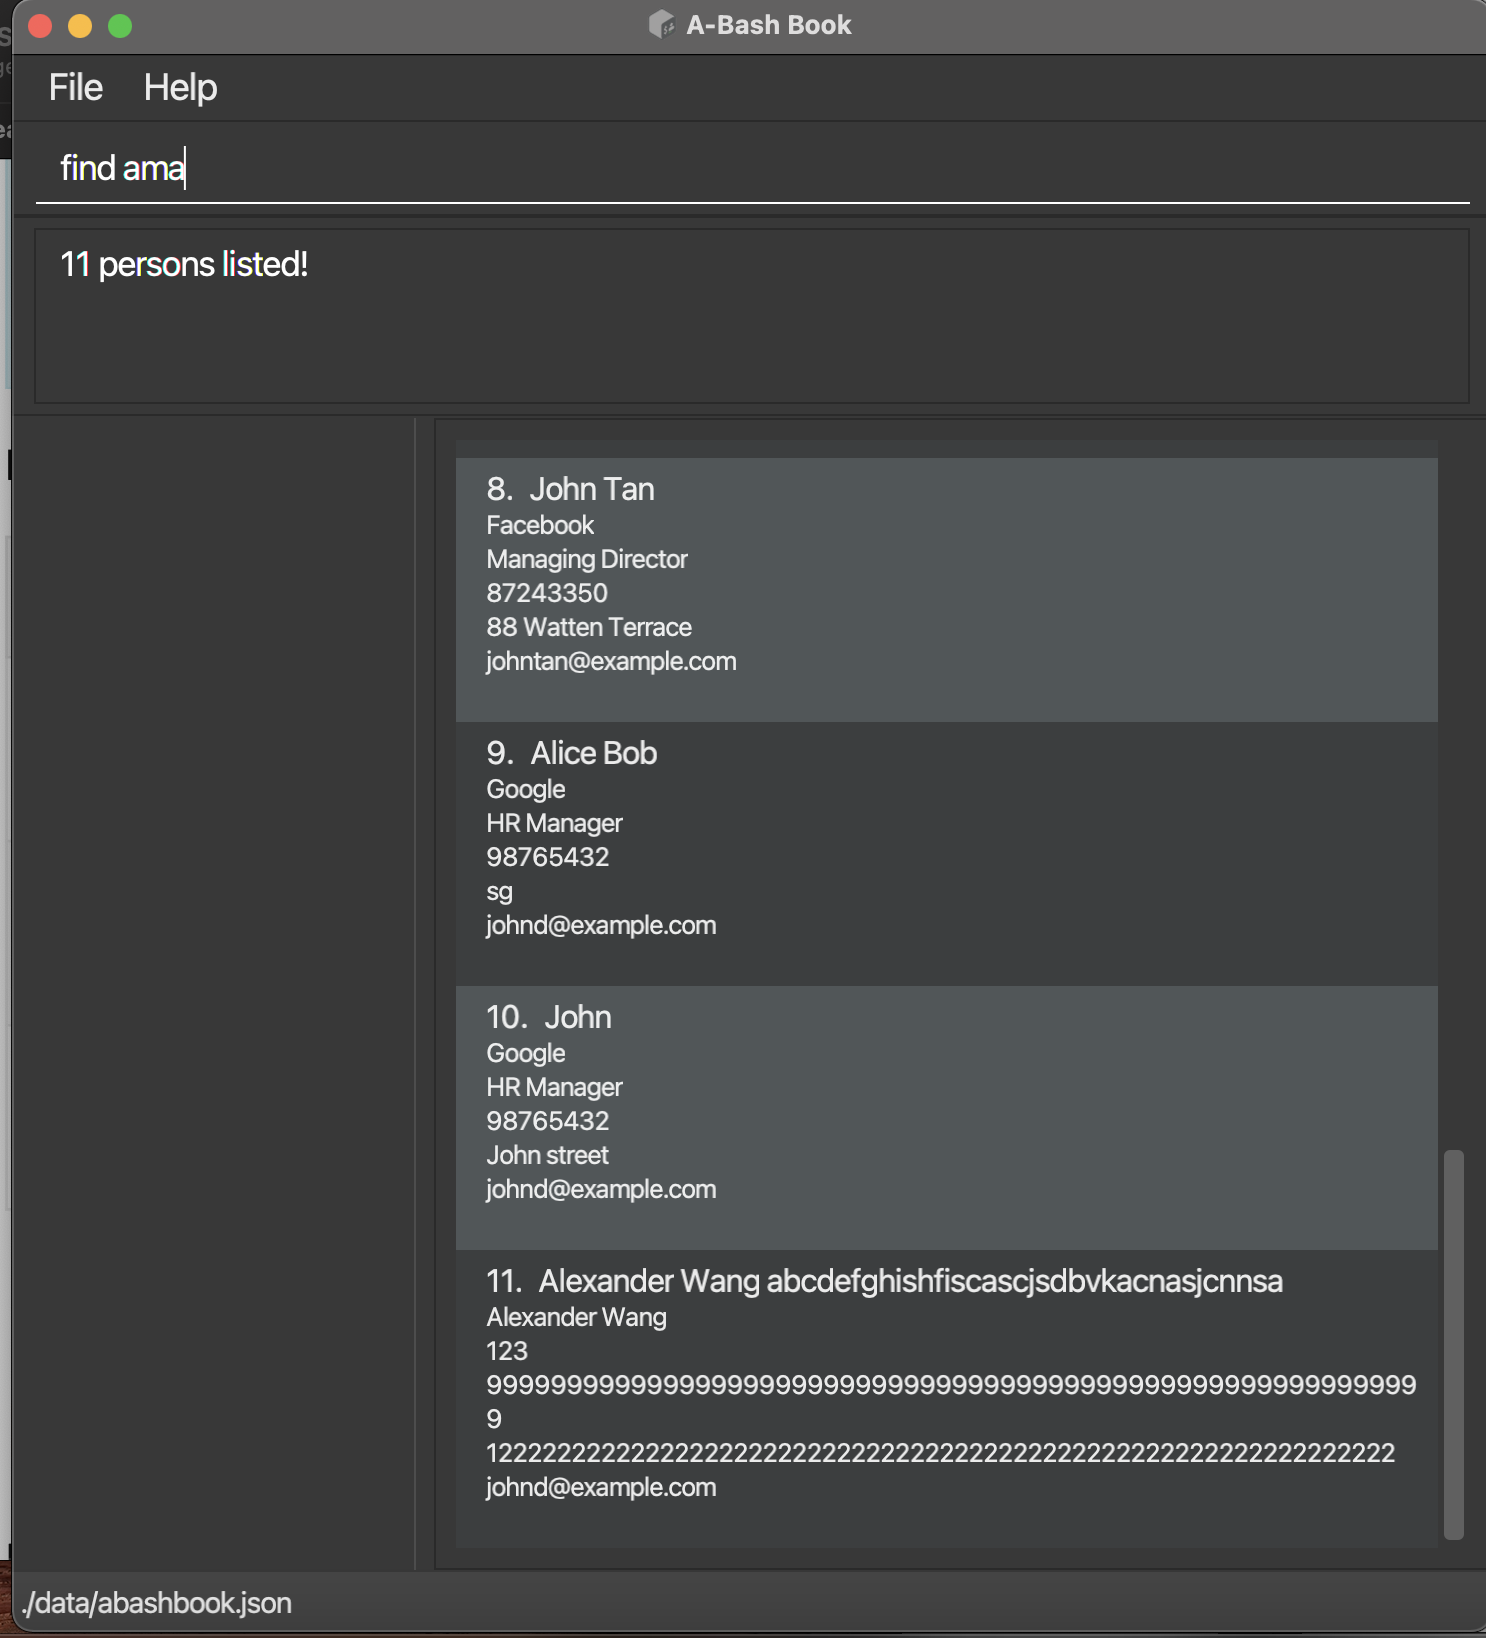 A-Bash Book
File Help
find ama
11 persons listed!
8. John Tan
Facebook
Managing Director
87243350
88 Watten Terrace
johntan@example.com
9. Alice Bob
Google
HR Manager
98765432
sg
johnd@example.com
10. John
Google
HR Manager
98765432
John street
johnd@example.com
11. Alexander Wang abcdefghishfiscascjsdbvkacnasjcnnsa
Alexander Wang
123
9999999999999999999999999999999999999999999999999999999999
9
1222222222222222222222222222222222222222222222222222222222222
johnd@example.com
./data/abashbook.json